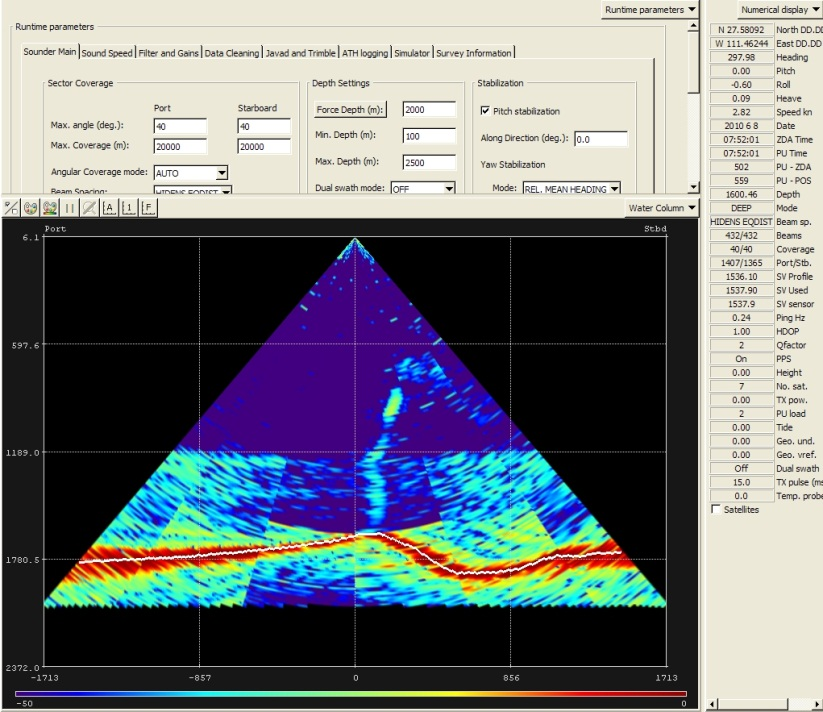 Runtime parameters
Runtime parameters
Sounder Main Sound Speed Filter and Gains Data Cleaning Javad and Trimble ATH logging Simulator Survey Information
Sector Coverage
Port Starboard
Max. angle (deg.): 40 40
Max. Coverage (m): 20000 20000
Angular Coverage mode: AUTO
Beam Spacing: HIDENS EQDIST
Depth Settings
Force Depth (m): 2000
Min. Depth (m): 100
Max. Depth (m): 2500
Dual swath mode: OFF
Stabilization
Pitch stabilization
Along Direction (deg.): 0.0
Yaw Stabilization
Mode: REL. MEAN HEADING
A 1 F
Water Column
Port Stbd
6.1
597.6
1189.0
1780.5
2372.0
-1713 -857 0 856 1713
-50 0
Numerical display
N 27.58092 North DD.DD
W 111.46244 East DD.DD
297.98 Heading
0.00 Pitch
-0.60 Roll
0.09 Heave
2.82 Speed kn
2010 6 8 Date
07:52:01 ZDA Time
07:52:01 PU Time
502 PU - ZDA
559 PU - POS
1600.46 Depth
DEEP Mode
HIDENS EQDIST Beam sp.
432/432 Beams
40/40 Coverage
1407/1365 Port/Stb.
1536.10 SV Profile
1537.90 SV Used
1537.9 SV sensor
0.24 Ping Hz
1.00 HDOP
2 Qfactor
On PPS
0.00 Height
7 No. sat.
0.00 TX pow.
2 PU load
0.00 Tide
0.00 Geo. und.
0.00 Geo. vref.
Off Dual swath
15.0 TX pulse (ms
0.0 Temp. probe
Satellites